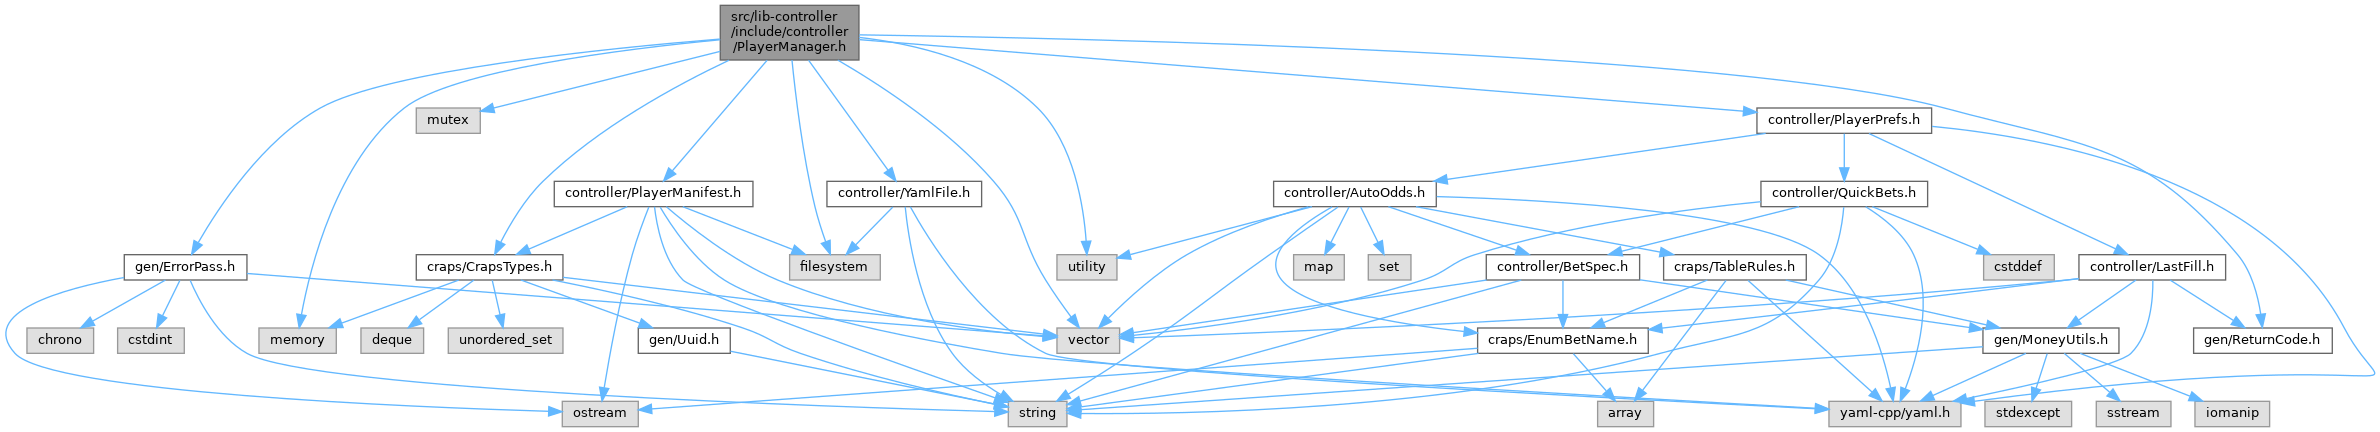 src/lib-controller
/include/controller
/PlayerManager.h
mutex
controller/PlayerPrefs.h
controller/PlayerManifest.h
controller/YamlFile.h
controller/AutoOdds.h
controller/QuickBets.h
gen/ErrorPass.h
craps/CrapsTypes.h
filesystem
utility
map
set
controller/BetSpec.h
craps/TableRules.h
cstddef
controller/LastFill.h
chrono
cstdint
memory
deque
unordered_set
gen/Uuid.h
vector
craps/EnumBetName.h
gen/MoneyUtils.h
gen/ReturnCode.h
ostream
string
array
yaml-cpp/yaml.h
stdexcept
sstream
iomanip